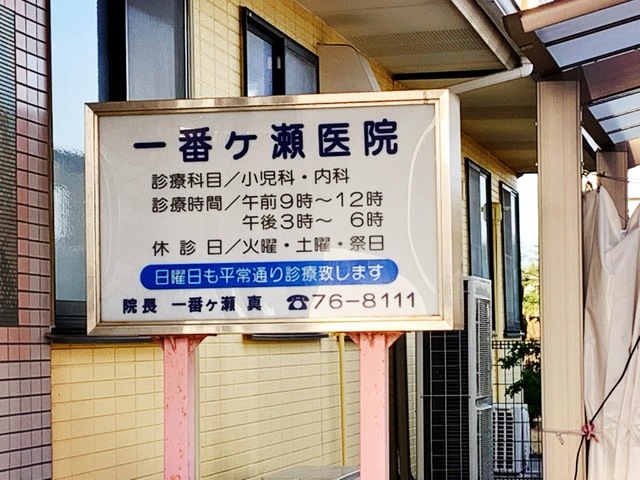 一番ヶ瀬医院
診療科目／小児科・内科
診療時間／午前9時～12時
午後3時～ 6時
休診日／火曜・土曜・祭日
日曜日も平常通り診療致します
院長 一番ヶ瀬 真 ☎76-8111